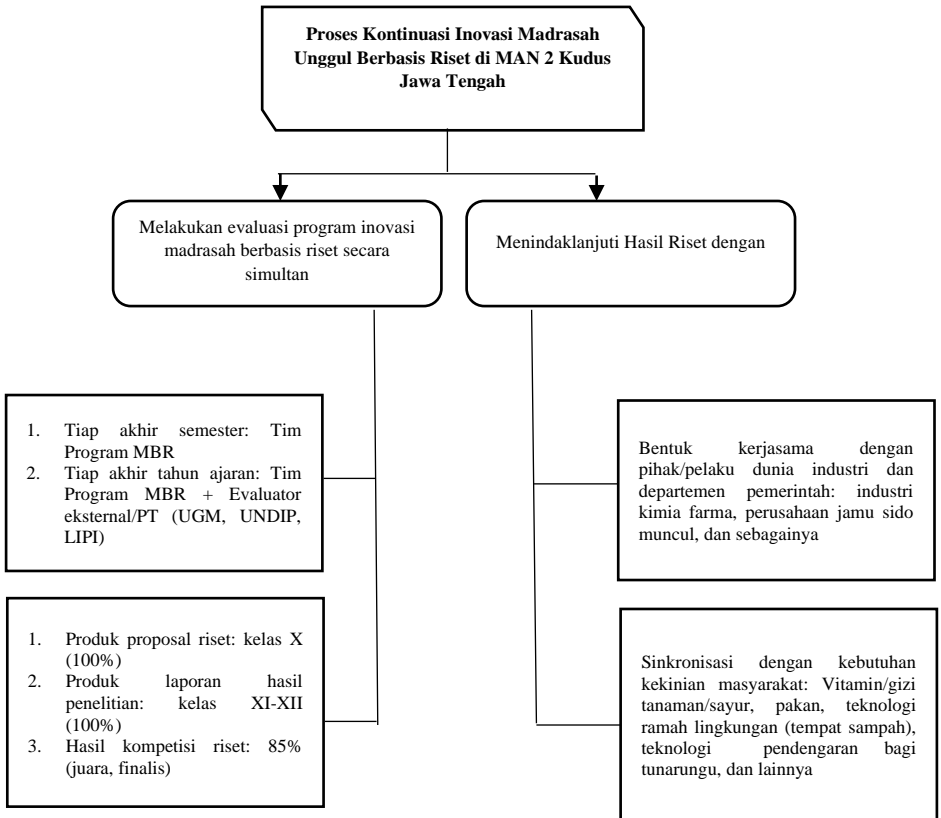 Proses Kontinuasi Inovasi Madrasah
Unggul Berbasis Riset di MAN 2 Kudus
Jawa Tengah
Melakukan evaluasi program inovasi
madrasah berbasis riset secara
simultan
Menindaklanjuti Hasil Riset dengan
1. Tiap akhir semester: Tim
Program MBR
2. Tiap akhir tahun ajaran: Tim
Program MBR + Evaluator
eksternal/PT (UGM, UNDIP,
LIPI)
Bentuk kerjasama dengan
pihak/pelaku dunia industri dan
departemen pemerintah: industri
kimia farma, perusahaan jamu sido
muncul, dan sebagainya
1. Produk proposal riset: kelas X
(100%)
2. Produk laporan hasil
penelitian: kelas XI-XII
(100%)
3. Hasil kompetisi riset: 85%
(juara, finalis)
Sinkronisasi dengan kebutuhan
kekinian masyarakat: Vitamin/gizi
tanaman/sayur, pakan, teknologi
ramah lingkungan (tempat sampah),
teknologi pendengaran bagi
tunarungu, dan lainnya